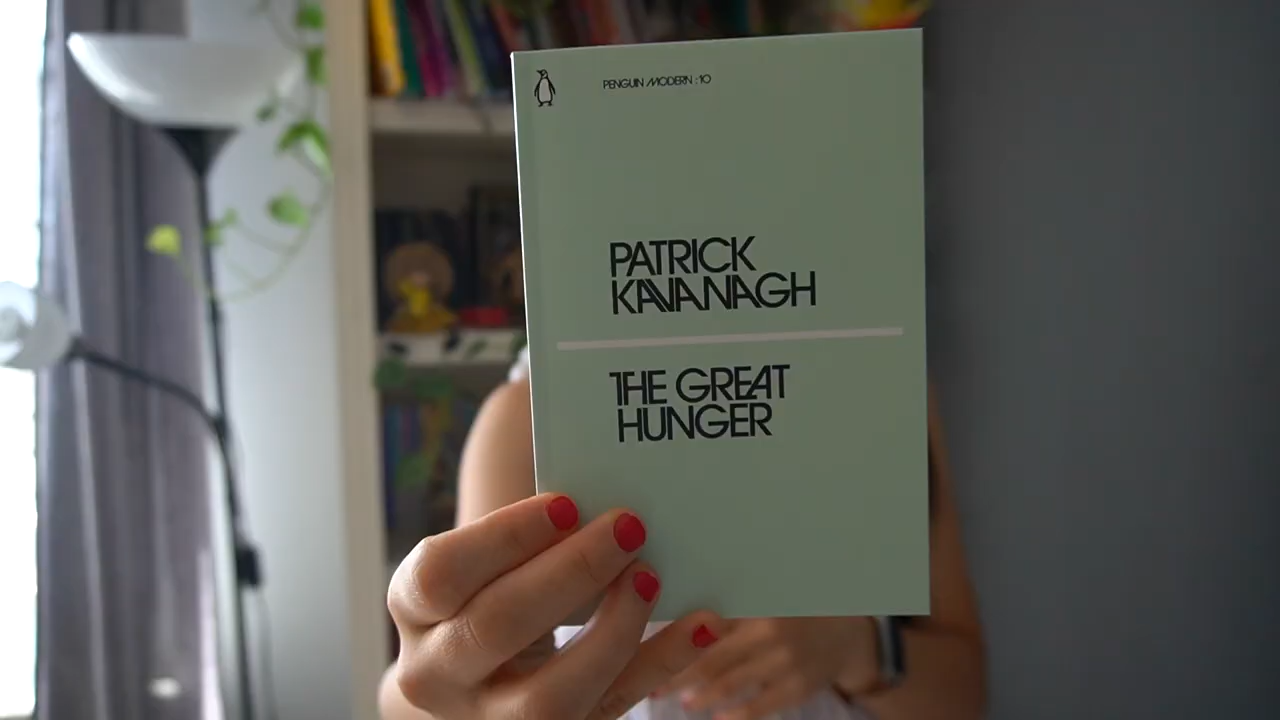 PENGUIN MODERN :10
PATRICK
KAVANAGH
THE GREAT
HUNGER